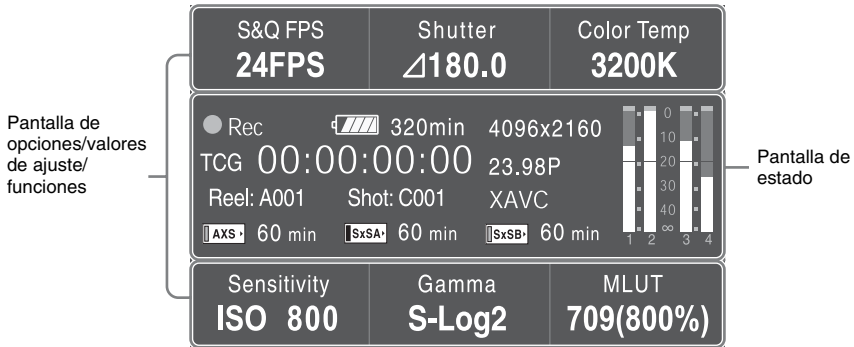 S&Q FPS Shutter Color Temp
24FPS ⊿180.0 3200K
Pantalla de
opciones/valores
de ajuste/
funciones
Rec 320min 4096x2160
TCG 00:00:00:00 23.98P
Reel: A001 Shot: C001 XAVC
AXS 60 min SxSA 60 min SxSB 60 min
0
10
20
30
40
∞
1 2 3 4
Pantalla de
estado
Sensitivity Gamma MLUT
ISO 800 S-Log2 709(800%)